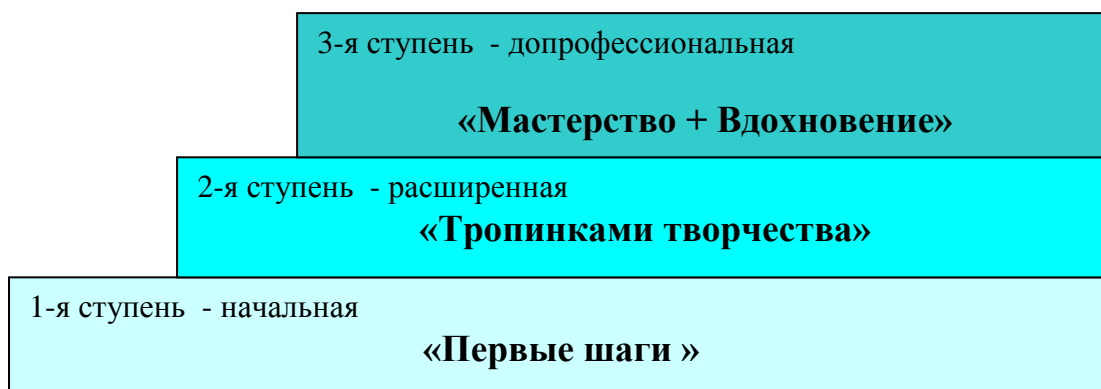 3-я ступень  - допрофессиональная
«Мастерство + Вдохновение»
2-я ступень  - расширенная
«Тропинками творчества»
1-я ступень  - начальная
«Первые шаги »